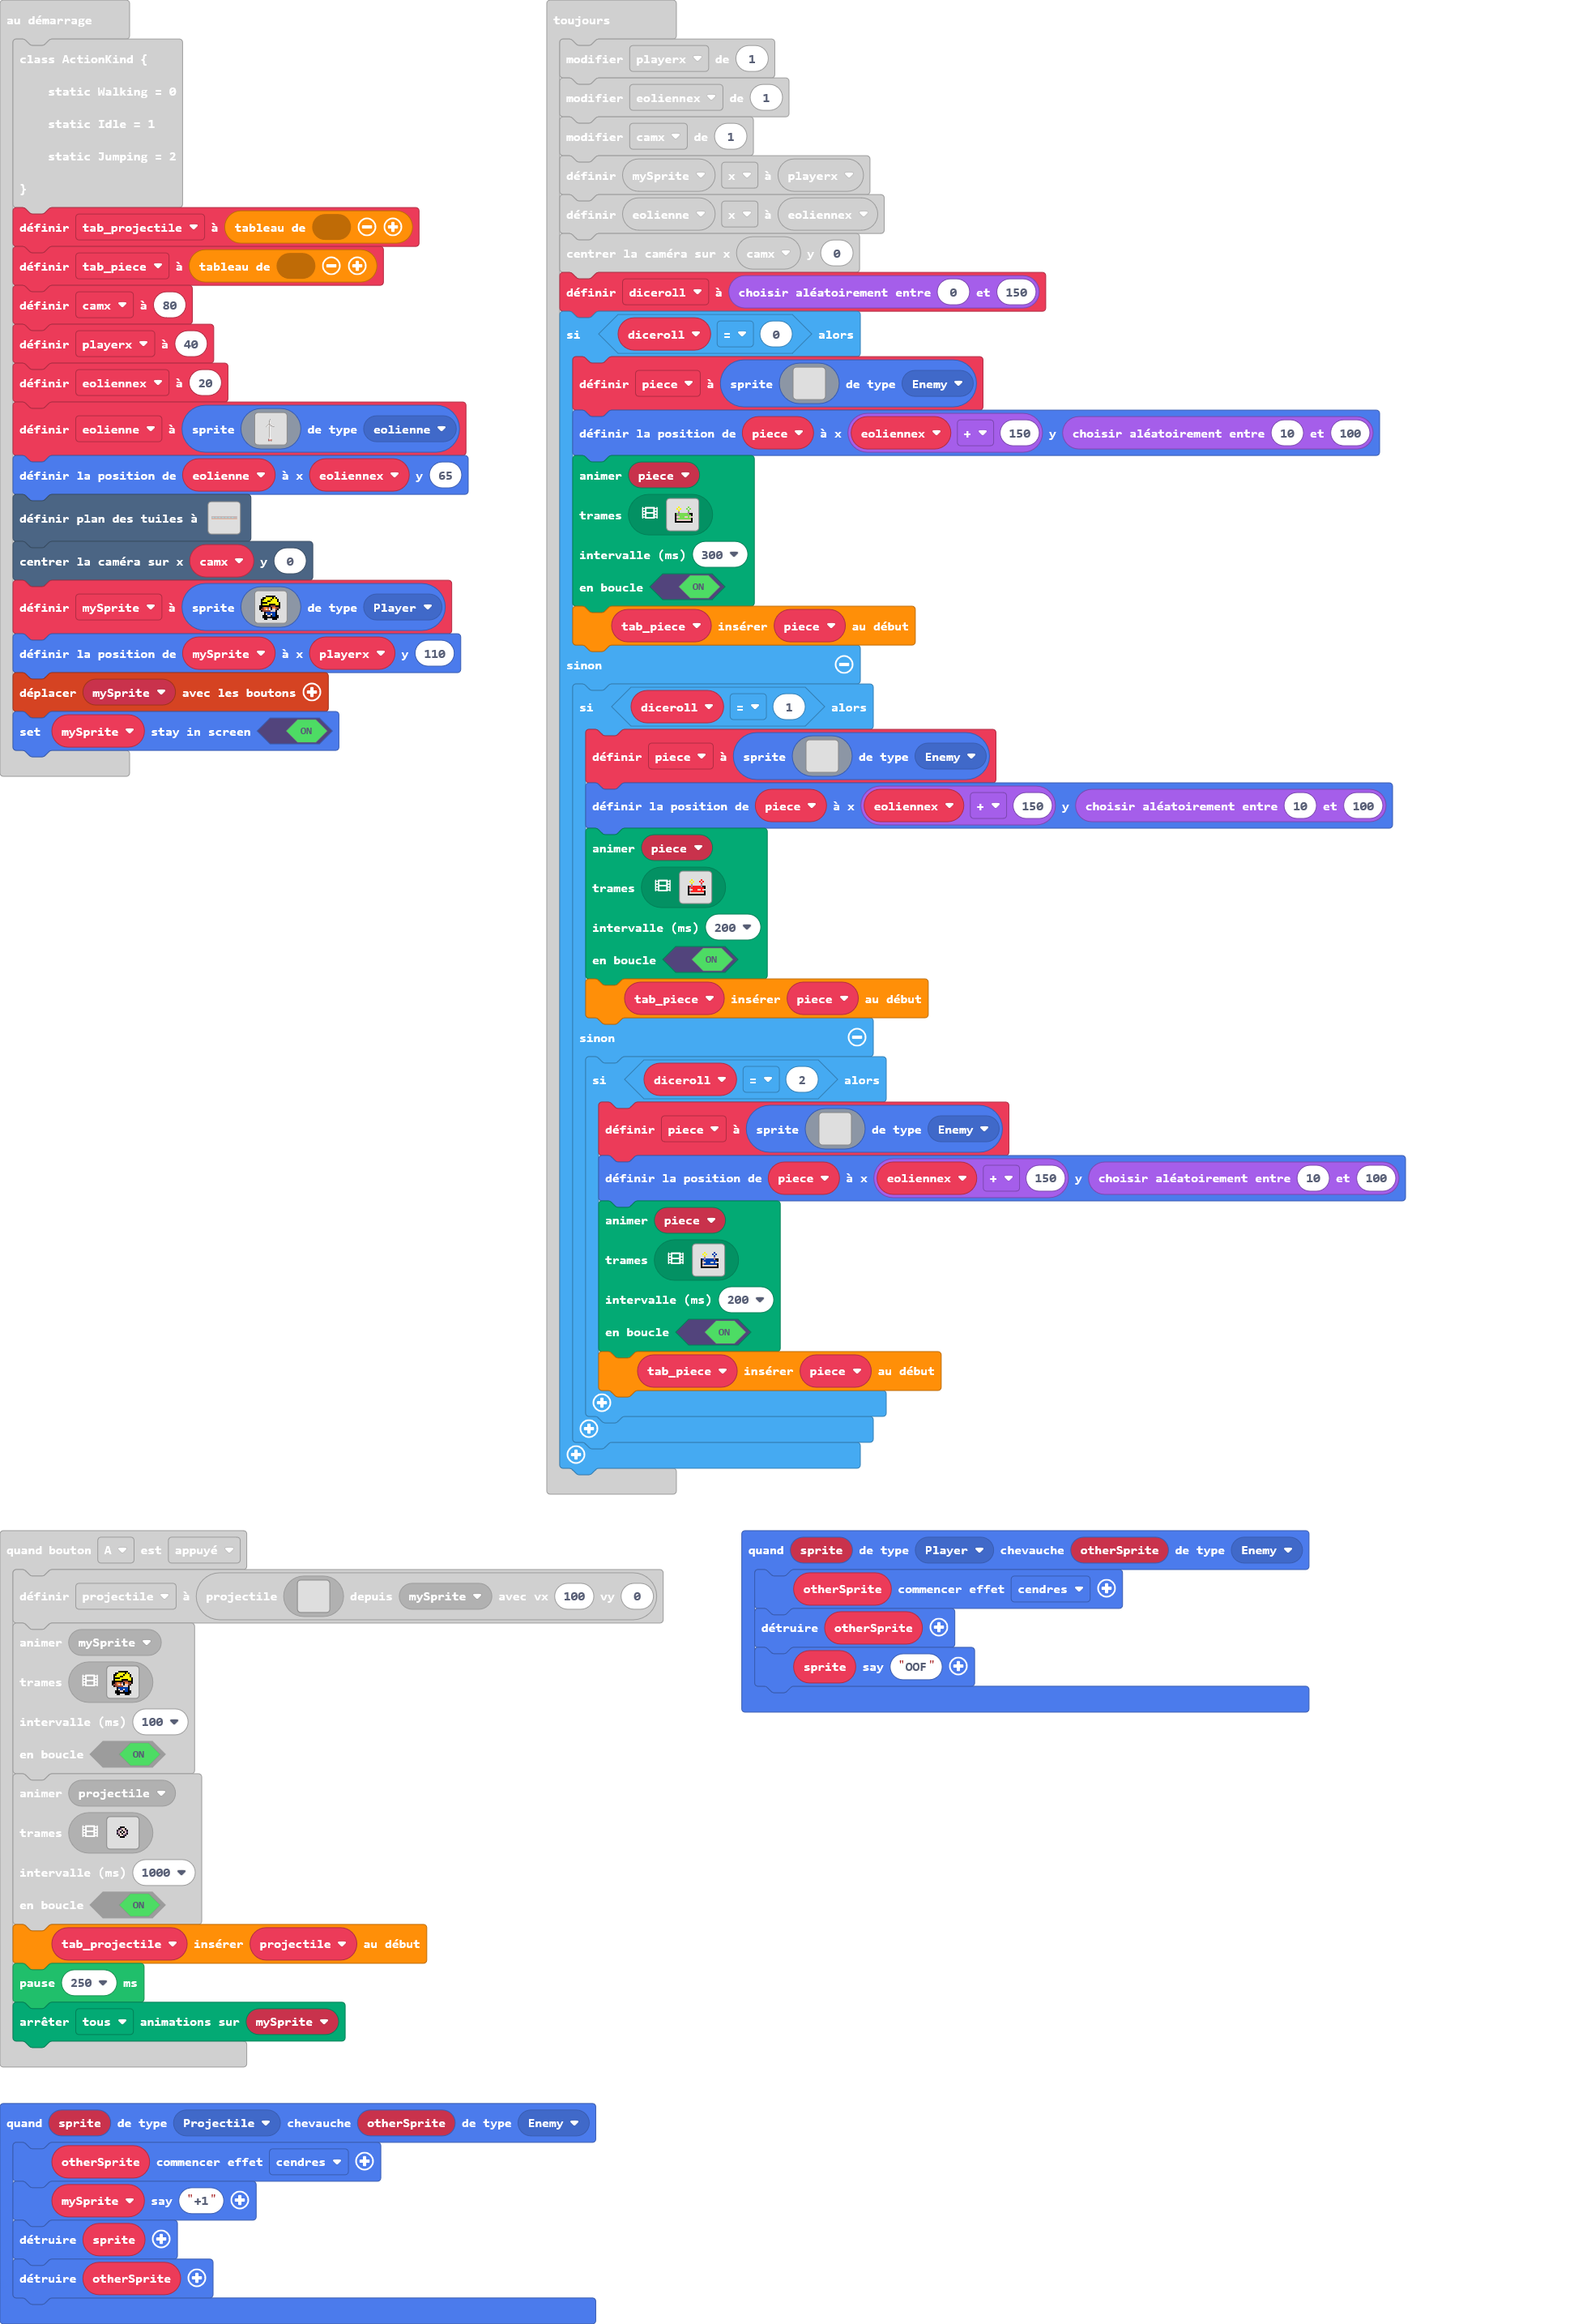 au démarrage
class ActionKind {
static Walking = 0
static Idle = 1
static Jumping = 2
}
définir tab_projectile à tableau de
définir tab_piece à tableau de
définir camx à 80
définir playerx à 40
définir eoliennex à 20
définir eolienne à sprite de type eolienne
définir la position de eolienne à x eoliennex y 65
définir plan des tuiles à
centrer la caméra sur x camx y 0
définir mySprite à sprite de type Player
définir la position de mySprite à x playerx y 110
déplacer mySprite avec les boutons
set mySprite stay in screen ON
toujours
modifier playerx de 1
modifier eoliennex de 1
modifier camx de 1
définir mySprite x à playerx
définir eolienne x à eoliennex
centrer la caméra sur x camx y 0
définir diceroll à choisir aléatoirement entre 0 et 150
si diceroll = 0 alors
définir piece à sprite de type Enemy
définir la position de piece à x eoliennex + 150 y choisir aléatoirement entre 10 et 100
animer piece
trames
intervalle (ms) 300
en boucle ON
tab_piece insérer piece au début
sinon
si diceroll = 1 alors
définir piece à sprite de type Enemy
définir la position de piece à x eoliennex + 150 y choisir aléatoirement entre 10 et 100
animer piece
trames
intervalle (ms) 200
en boucle ON
tab_piece insérer piece au début
sinon
si diceroll = 2 alors
définir piece à sprite de type Enemy
définir la position de piece à x eoliennex + 150 y choisir aléatoirement entre 10 et 100
animer piece
trames
intervalle (ms) 200
en boucle ON
tab_piece insérer piece au début
quand bouton A est appuyé
définir projectile à projectile depuis mySprite avec vx 100 vy 0
animer mySprite
trames
intervalle (ms) 100
en boucle ON
animer projectile
trames
intervalle (ms) 1000
en boucle ON
tab_projectile insérer projectile au début
pause 250 ms
arrêter tous animations sur mySprite
quand sprite de type Player chevauche otherSprite de type Enemy
otherSprite commencer effet cendres
détruire otherSprite
sprite say "OOF"
quand sprite de type Projectile chevauche otherSprite de type Enemy
otherSprite commencer effet cendres
mySprite say "+1"
détruire sprite
détruire otherSprite